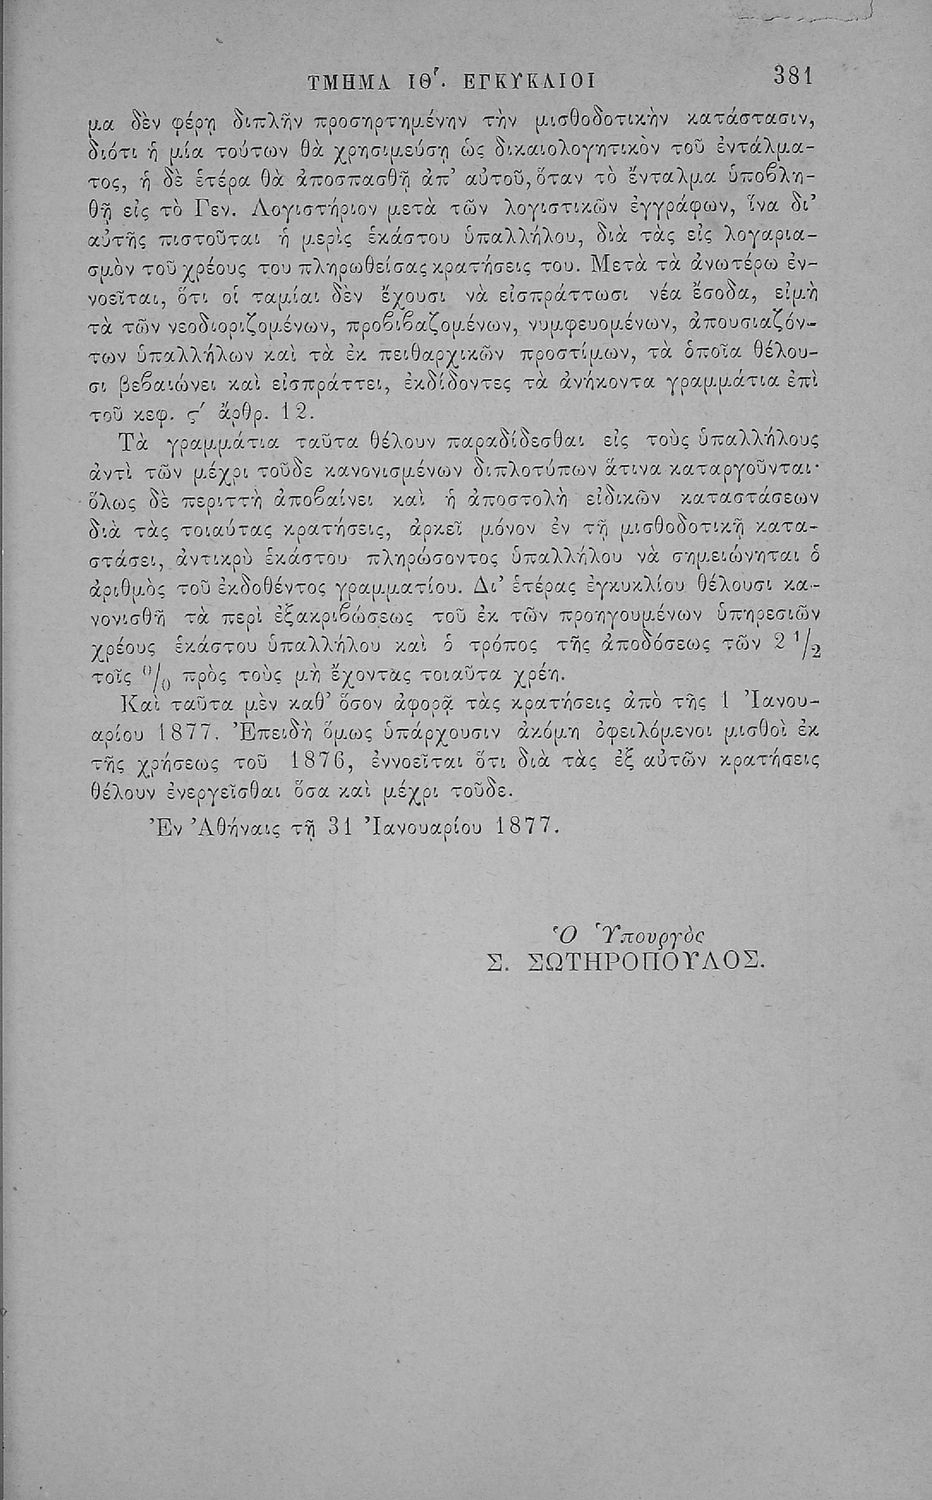 ΤΜΗΜΑ ΙΘ΄. ΕΓΚΥΚΛΙΟΙ 381
μα δὲν φέρῃ διπλῆν προσηρτημένην τὴν μισθοδοτικὴν κατάστασιν,
διότι ἡ μία τούτων θὰ χρησιμεύσῃ ὡς δικαιολογητικὸν τοῦ ἐντάλμα-
τος, ἡ δὲ ἑτέρα θὰ ἀποσπασθῇ ἀπ’ αὐτοῦ, ὅταν τὸ ἔνταλμα ὑποβλη-
θῇ εἰς τὸ Γεν. Λογιστήριον μετὰ τῶν λογιστικῶν ἐγγράφων, ἵνα δι’
αὐτῆς πιστοῦται ἡ μερὶς ἑκάστου ὑπαλλήλου, διὰ τὰς εἰς λογαρια-
σμὸν τοῦ χρέους του πληρωθείσας κρατήσεις του. Μετὰ τὰ ἀνωτέρω ἐν-
νοεῖται, ὅτι οἱ ταμίαι δὲν ἔχουσι νὰ εἰσπράττωσι νέα ἔσοδα, εἰμὴ
τὰ τῶν νεοδιοριζομένων, προβιβαζομένων, νυμφευομένων, ἀπουσιαζόν-
των ὑπαλλήλων καὶ τὰ ἐκ πειθαρχικῶν προστίμων, τὰ ὁποῖα θέλου-
σι βεβαιώνει καὶ εἰσπράττει, ἐκδίδοντες τὰ ἀνήκοντα γραμμάτια ἐπὶ
τοῦ κεφ. ς΄ ἄρθρ. 12.
Τὰ γραμμάτια ταῦτα θέλουν παραδίδεσθαι εἰς τοὺς ὑπαλλήλους
ἀντὶ τῶν μέχρι τοῦδε κανονισμένων διπλοτύπων ἅτινα καταργοῦνται·
ὅλως δὲ περιττὴ ἀποβαίνει καὶ ἡ ἀποστολὴ εἰδικῶν καταστάσεων
διὰ τὰς τοιαύτας κρατήσεις, ἀρκεῖ μόνον ἐν τῇ μισθοδοτικῇ κατα-
στάσει, ἀντικρὺ ἑκάστου πληρώσοντος ὑπαλλήλου νὰ σημειώνηται ὁ
ἀριθμὸς τοῦ ἐκδοθέντος γραμματίου. Δι’ ἑτέρας ἐγκυκλίου θέλουσι κα-
νονισθῆ τὰ περὶ ἐξακριβώσεως τοῦ ἐκ τῶν προηγουμένων ὑπηρεσιῶν
χρέους ἑκάστου ὑπαλλήλου καὶ ὁ τρόπος τῆς ἀποδόσεως τῶν 2 ¹/₂
τοῖς ⁰/₀ πρὸς τοὺς μὴ ἔχοντας τοιαῦτα χρέη.
Καὶ ταῦτα μὲν καθ’ ὅσον ἀφορᾷ τὰς κρατήσεις ἀπὸ τῆς 1 Ἰανου-
αρίου 1877. Ἐπειδὴ ὅμως ὑπάρχουσιν ἀκόμη ὀφειλόμενοι μισθοὶ ἐκ
τῆς χρήσεως τοῦ 1876, ἐννοεῖται ὅτι διὰ τὰς ἐξ αὐτῶν κρατήσεις
θέλουν ἐνεργεῖσθαι ὅσα καὶ μέχρι τοῦδε.
Ἐν Ἀθήναις τῇ 31 Ἰανουαρίου 1877.
Ὁ Ὑπουργὸς
Σ. ΣΩΤΗΡΟΠΟΥΛΟΣ.